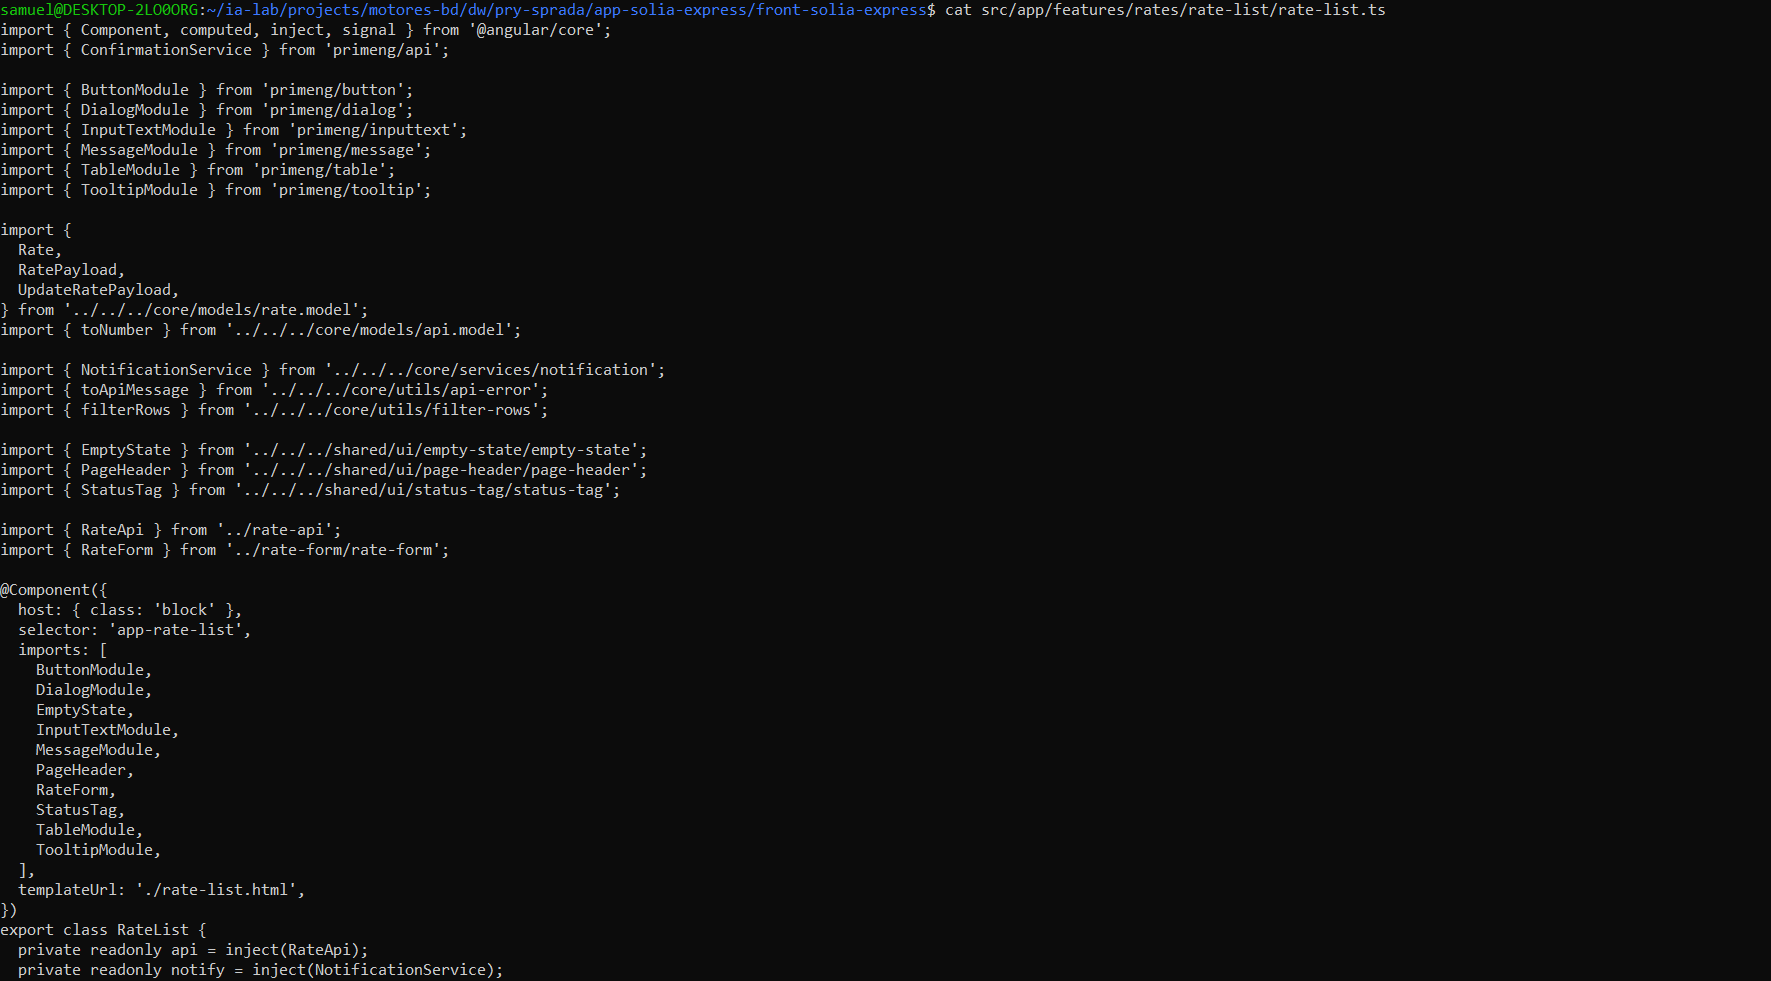 samuel@DESKTOP-2LO0ORG:~/ia-lab/projects/motores-bd/dw/pry-sprada/app-solia-express/front-solia-express$ cat src/app/features/rates/rate-list/rate-list.ts
import { Component, computed, inject, signal } from '@angular/core';
import { ConfirmationService } from 'primeng/api';

import { ButtonModule } from 'primeng/button';
import { DialogModule } from 'primeng/dialog';
import { InputTextModule } from 'primeng/inputtext';
import { MessageModule } from 'primeng/message';
import { TableModule } from 'primeng/table';
import { TooltipModule } from 'primeng/tooltip';

import {
  Rate,
  RatePayload,
  UpdateRatePayload,
} from '../../../core/models/rate.model';
import { toNumber } from '../../../core/models/api.model';

import { NotificationService } from '../../../core/services/notification';
import { toApiMessage } from '../../../core/utils/api-error';
import { filterRows } from '../../../core/utils/filter-rows';

import { EmptyState } from '../../../shared/ui/empty-state/empty-state';
import { PageHeader } from '../../../shared/ui/page-header/page-header';
import { StatusTag } from '../../../shared/ui/status-tag/status-tag';

import { RateApi } from '../rate-api';
import { RateForm } from '../rate-form/rate-form';

@Component({
  host: { class: 'block' },
  selector: 'app-rate-list',
  imports: [
    ButtonModule,
    DialogModule,
    EmptyState,
    InputTextModule,
    MessageModule,
    PageHeader,
    RateForm,
    StatusTag,
    TableModule,
    TooltipModule,
  ],
  templateUrl: './rate-list.html',
})
export class RateList {
  private readonly api = inject(RateApi);
  private readonly notify = inject(NotificationService);